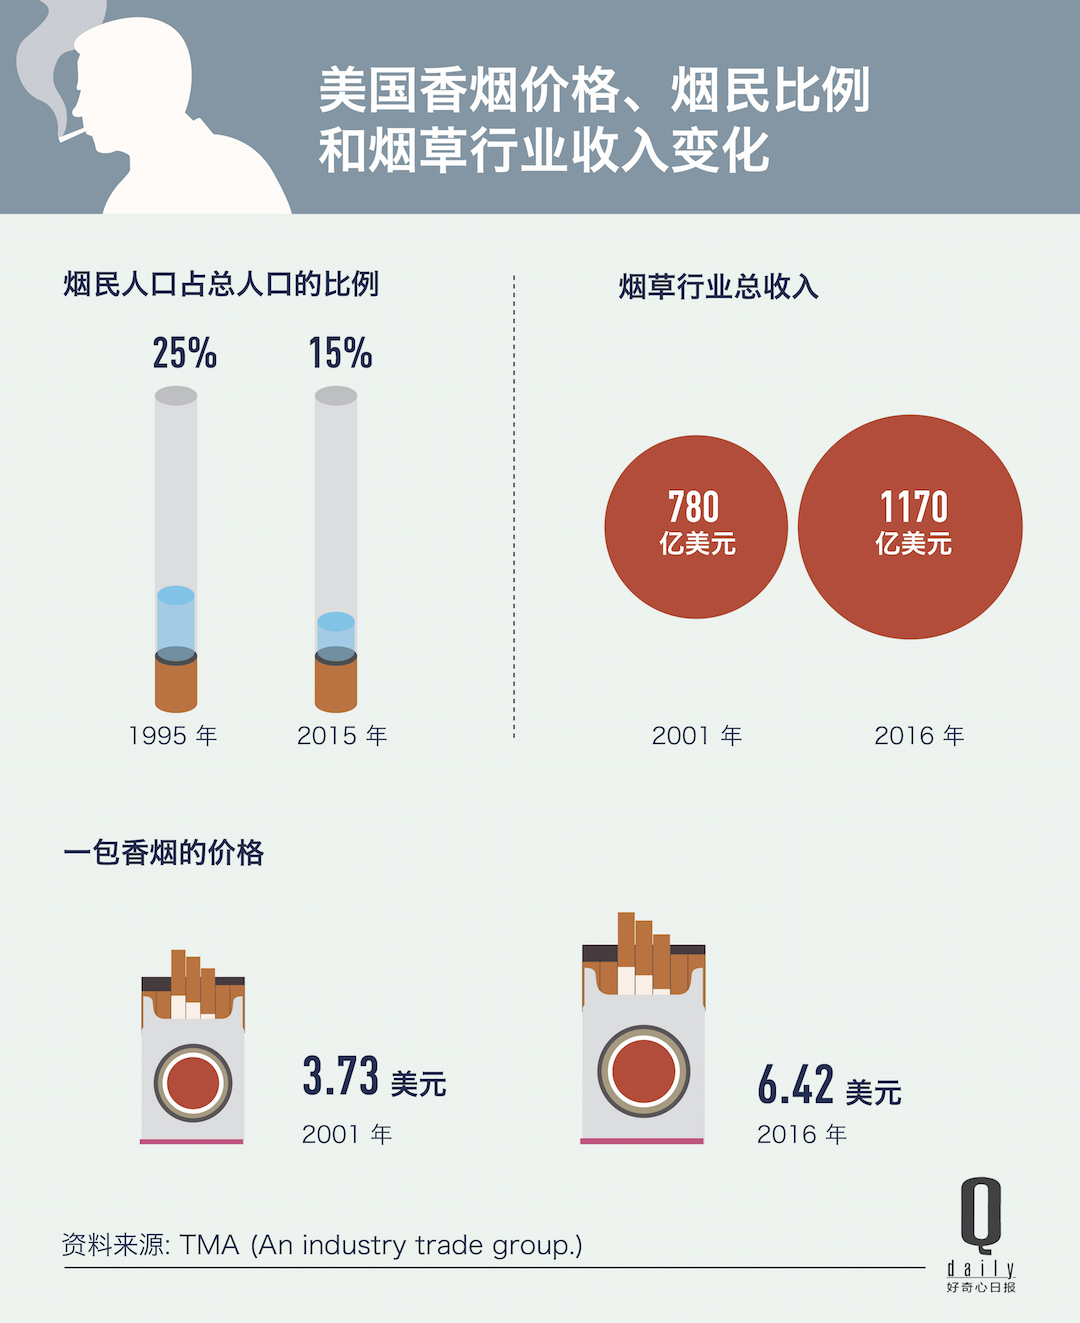 美国香烟价格、烟民比例
和烟草行业收入变化
烟民人口占总人口的比例
25%
15%
1995 年
2015 年
烟草行业总收入
780
亿美元
1170
亿美元
2001 年
2016 年
一包香烟的价格
3.73 美元
2001 年
6.42 美元
2016 年
资料来源: TMA (An industry trade group.)
Q
daily
好奇心日报